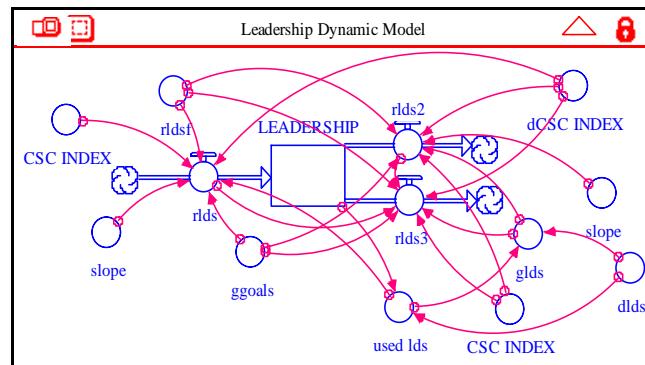 Leadership Dynamic Model
rldsf
rlds2
CSC INDEX
LEADERSHIP
dCSC INDEX
rlds
rlds3
slope
slope
ggoals
glds
dlds
used lds
CSC INDEX